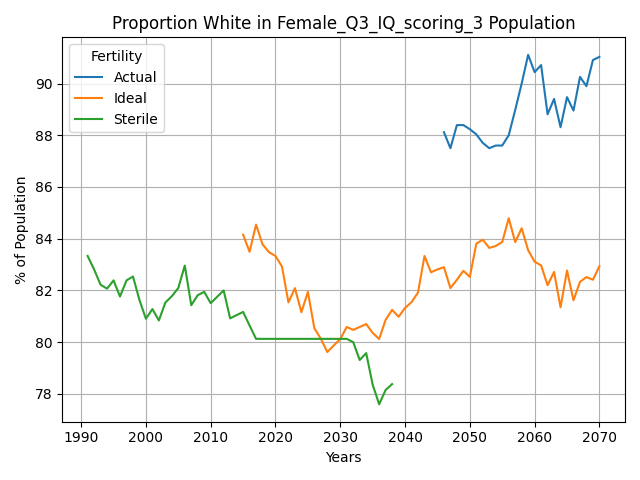 Proportion White in Female_Q3_IQ_scoring_3 Population
Fertility
Actual
Ideal
Sterile
% of Population
90
88
86
84
82
80
78
1990 2000 2010 2020 2030 2040 2050 2060 2070
Years